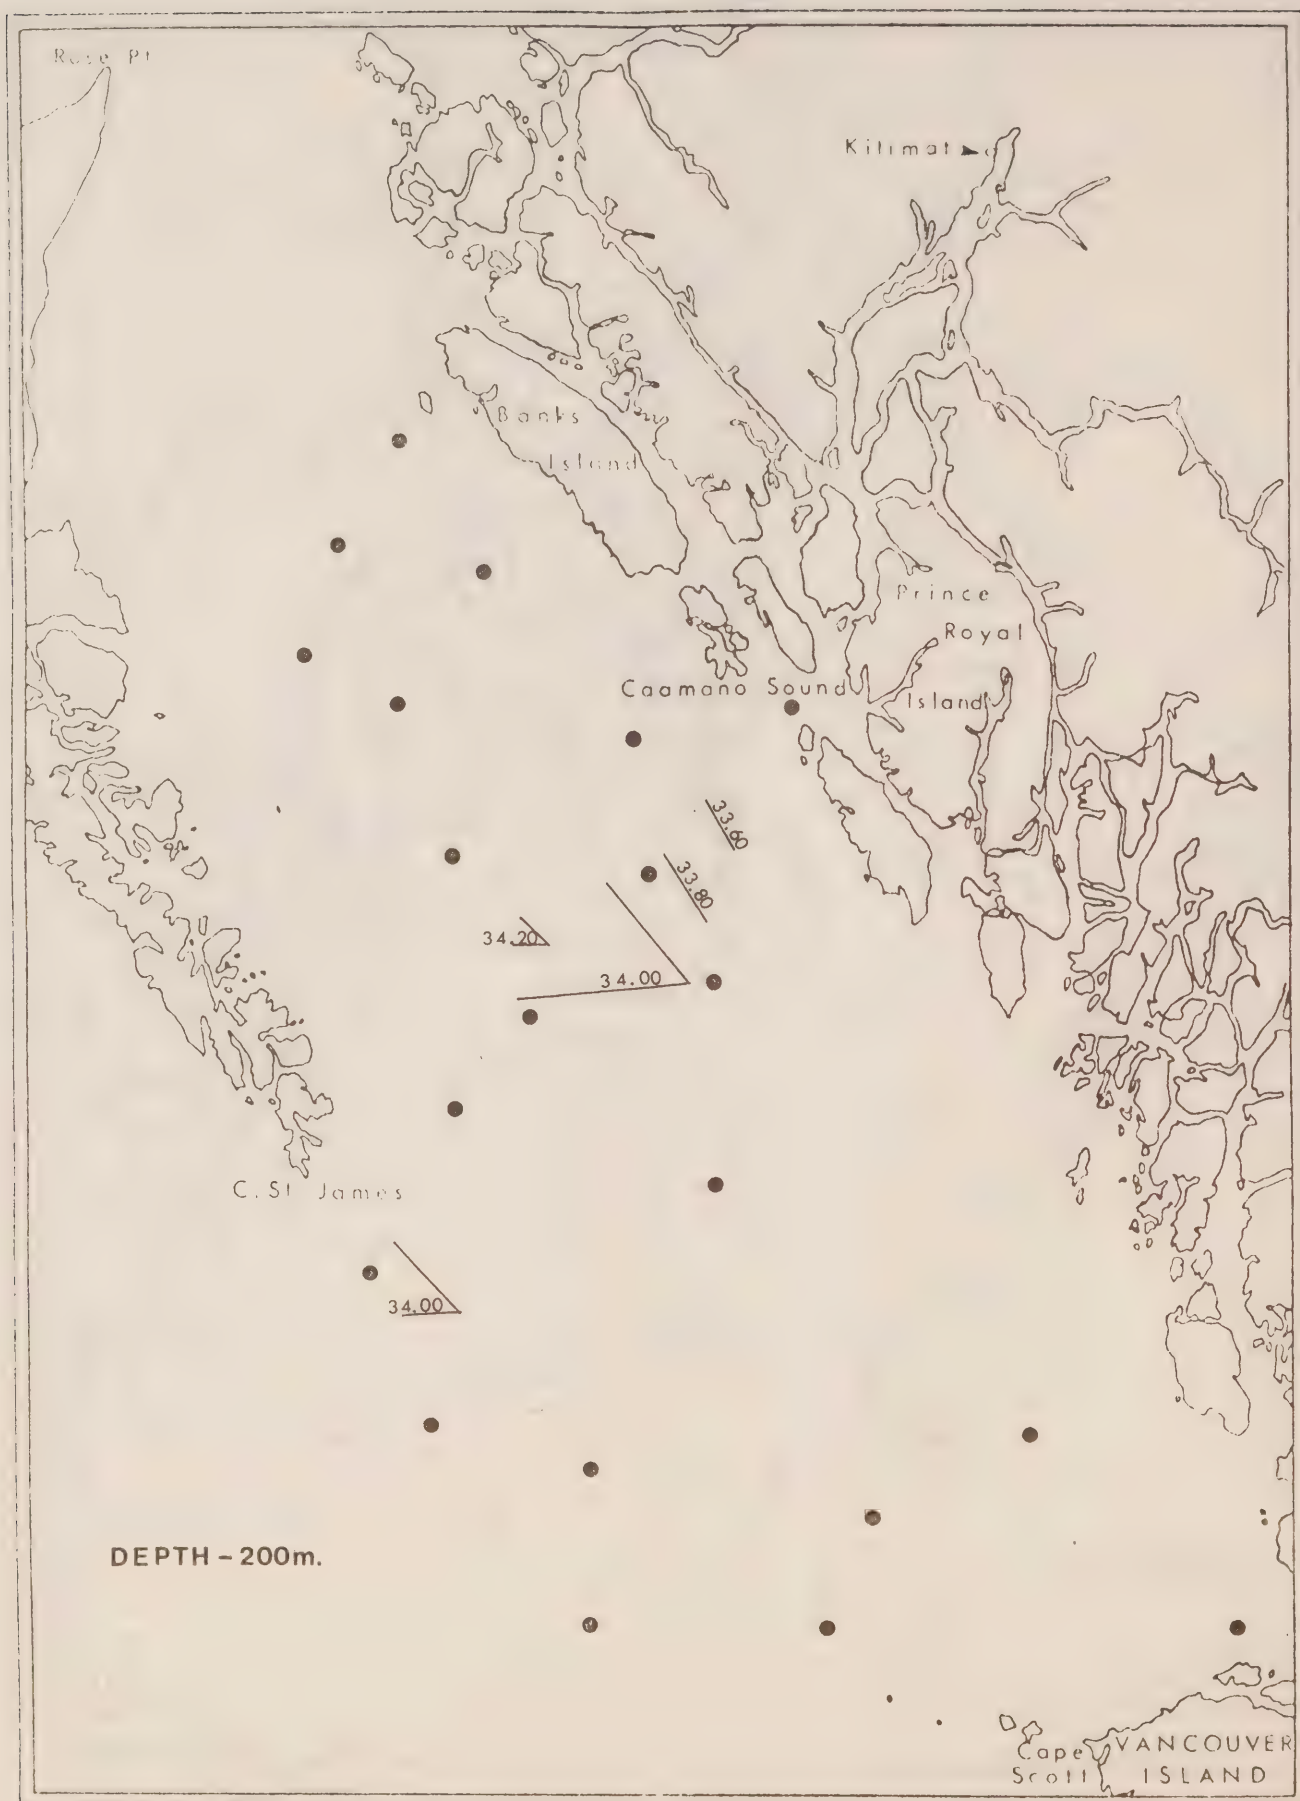 Rose Pt
Kitimat
Banks
Island
Prince
Royal
Island
Caamano Sound
33.60
33.80
34.20
34.00
C. St James
34.00
DEPTH - 200m.
Cape
Scott
VANCOUVER
ISLAND